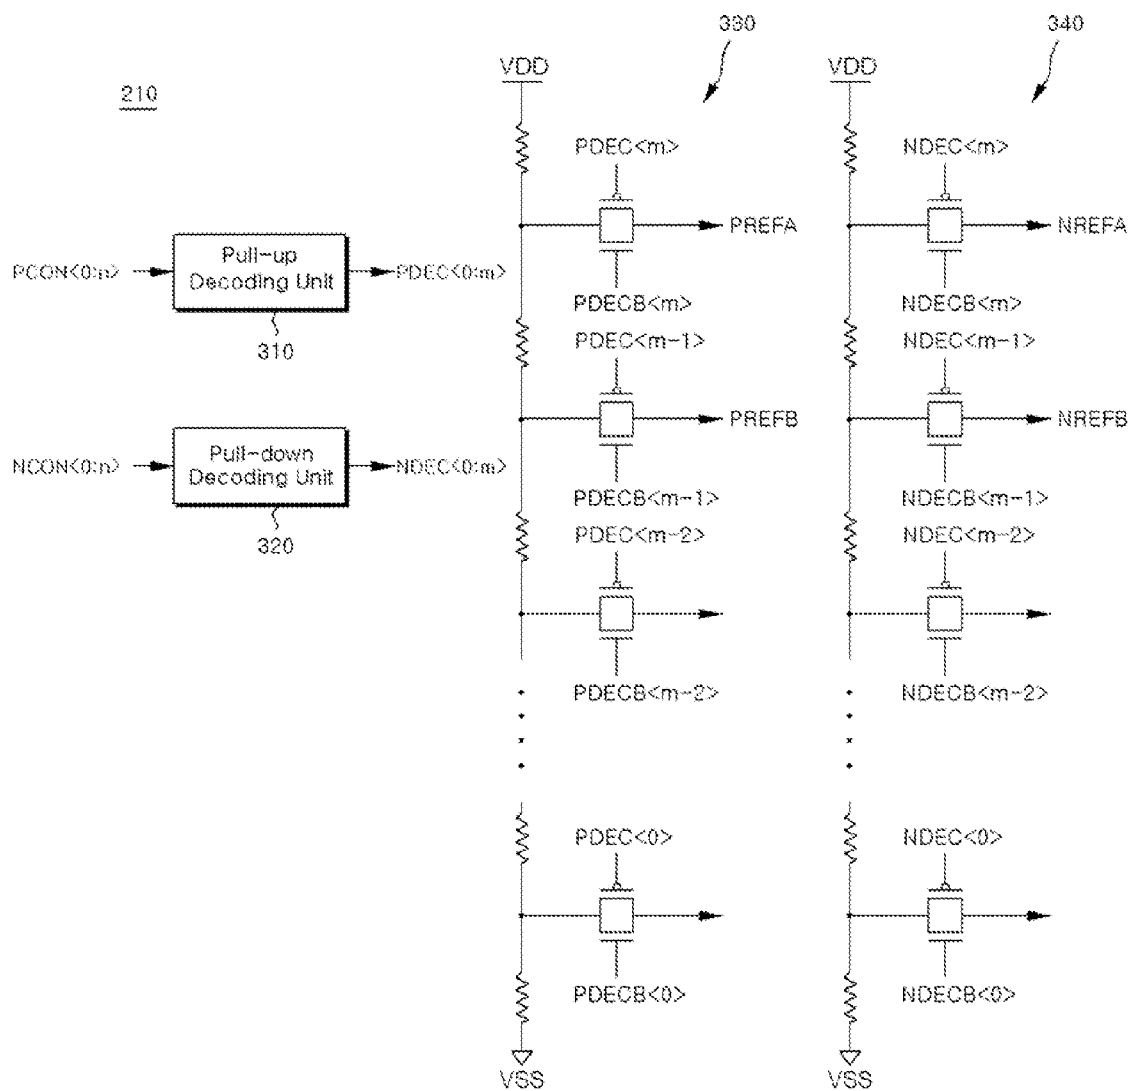 210
PCON<0:n>
Pull-up
Decoding Unit
PDEC<0:m>
310
NCON<0:n>
Pull-down
Decoding Unit
NDEC<0:m>
320
330
VDD
PDEC<m>
PREFA
PDECB<m>
PDEC<m-1>
PREFB
PDECB<m-1>
PDEC<m-2>
PDECB<m-2>
PDEC<0>
PDECB<0>
VSS
340
VDD
NDEC<m>
NREFA
NDECB<m>
NDEC<m-1>
NREFB
NDECB<m-1>
NDEC<m-2>
NDECB<m-2>
NDEC<0>
NDECB<0>
VSS